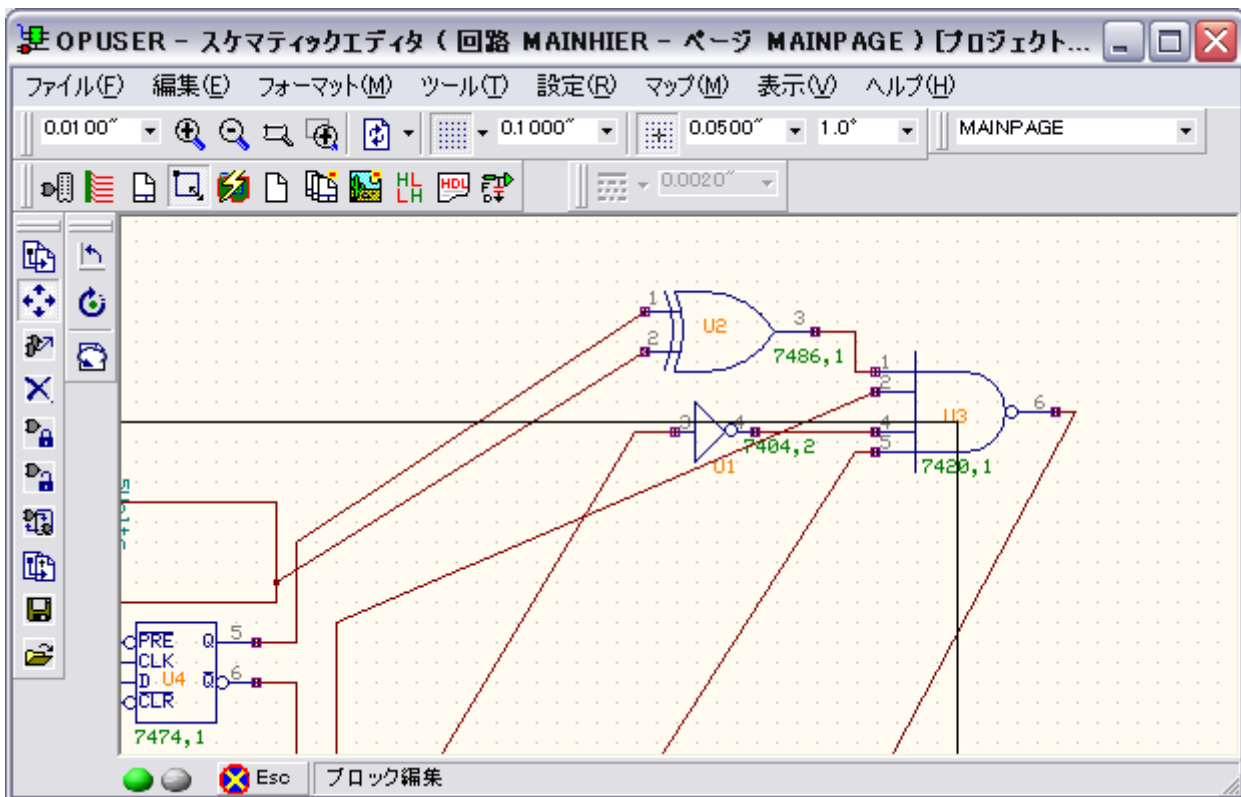 OPUSER - スケマティックエディタ ( 回路 MAINHIER - ページ MAINPAGE ) [プロジェクト...
ファイル(F) 編集(E) フォーマット(M) ツール(T) 設定(R) マップ(M) 表示(V) ヘルプ(H)
0.0100" 0.1000" 0.0500" 1.0° MAINPAGE
HL LH HDL 0.0020"
1 U2 3
2 7486,1
1
2
3 4 U3 6
4
5
7404,2
U1 7420,1
PRE Q 5
CLK
D U4 Q 6
CLR
7474,1
Esc ブロック編集